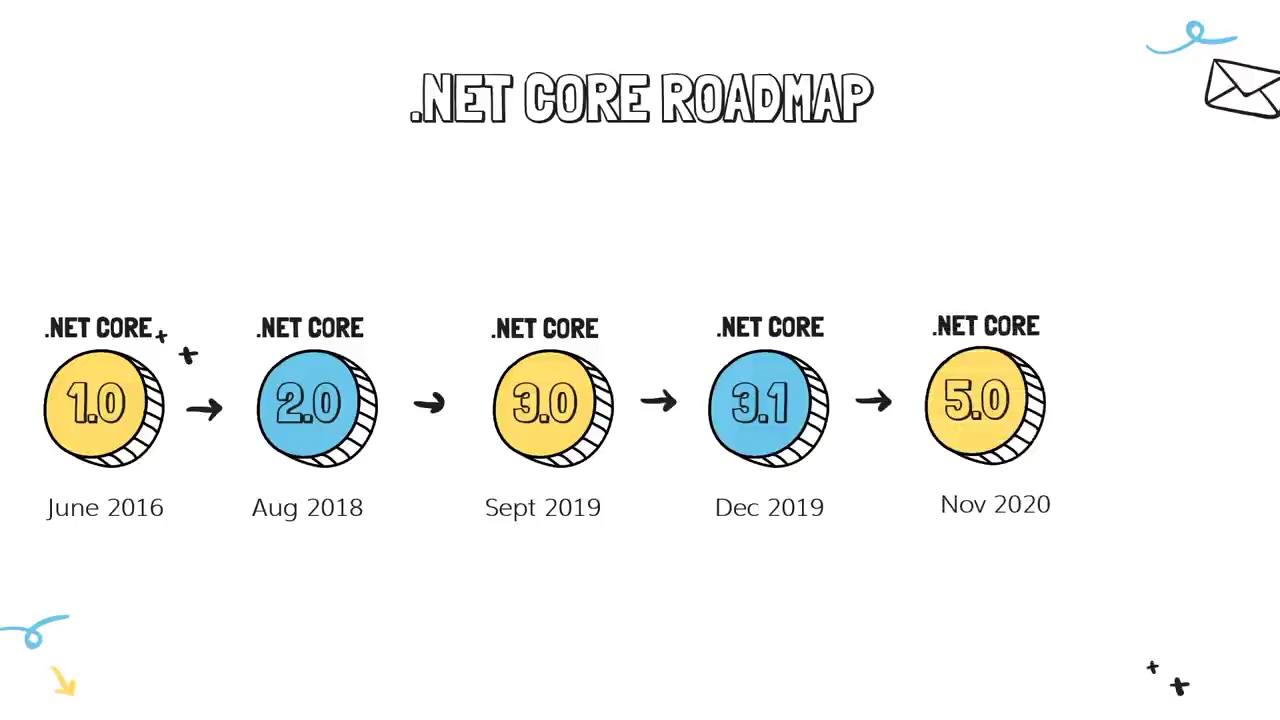 .NET CORE ROADMAP
.NET CORE
1.0
June 2016
.NET CORE
2.0
Aug 2018
.NET CORE
3.0
Sept 2019
.NET CORE
3.1
Dec 2019
.NET CORE
5.0
Nov 2020